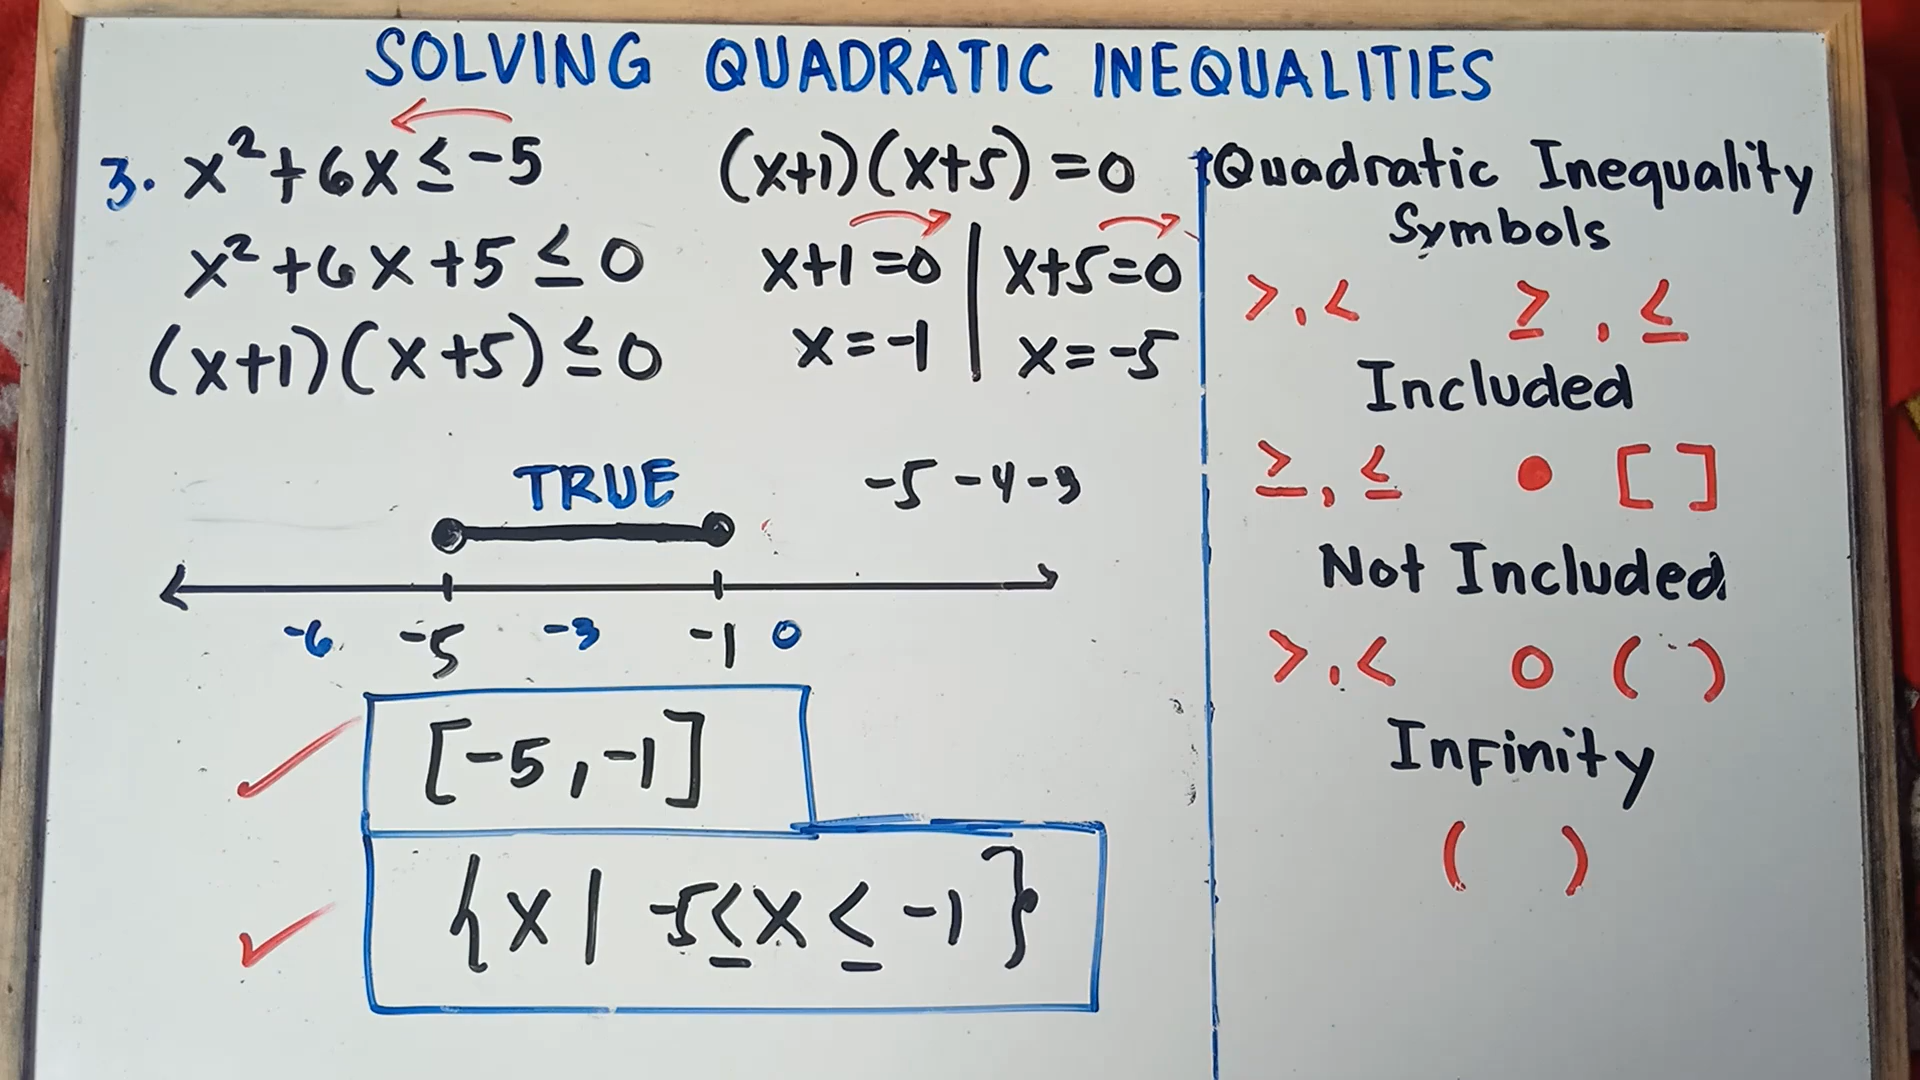 SOLVING QUADRATIC INEQUALITIES
3. x²+6x≤-5
x²+6x+5≤0
(x+1)(x+5)≤0
(x+1)(x+5)=0
x+1=0 | x+5=0
x=-1 | x=-5
TRUE
-5 -4 -3
-6 -5 -3 -1 0
[-5,-1]
{x| -5≤x≤-1}
Quadratic Inequality
Symbols
>,< ≥,≤
Included
≥,≤ ● []
Not Included
>,< ○ ()
Infinity
( )